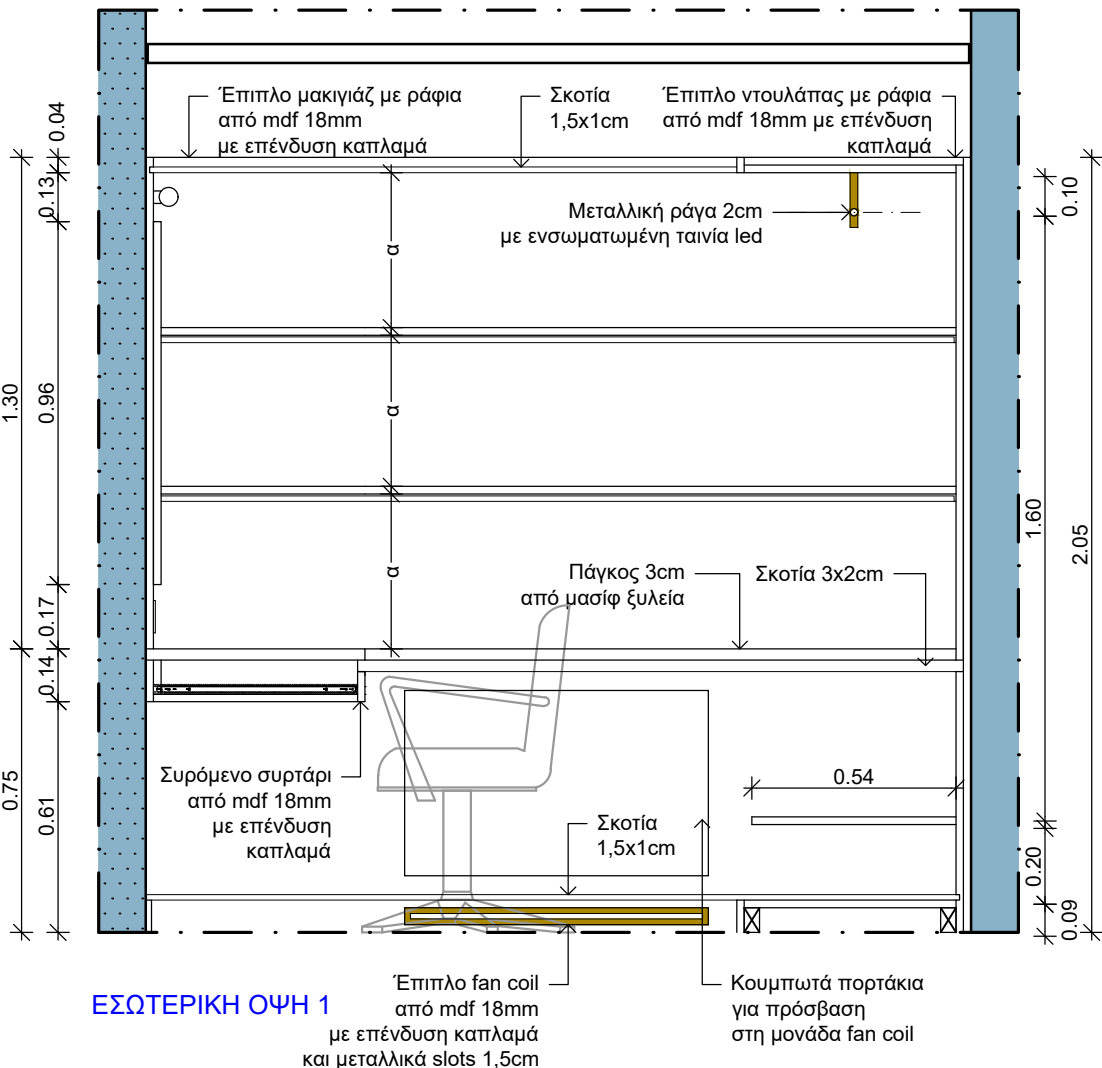 Έπιπλο μακιγιάζ με ράφια
από mdf 18mm
με επένδυση καπλαμά
Σκοτία
1,5x1cm
Έπιπλο ντουλάπας με ράφια
από mdf 18mm με επένδυση
καπλαμά
0.04
0.13
0.10
Μεταλλική ράγα 2cm
με ενσωματωμένη ταινία led
α
1.30
0.96
α
1.60
2.05
α
Πάγκος 3cm
από μασίφ ξυλεία
Σκοτία 3x2cm
0.17
0.14
0.75
0.61
Συρόμενο συρτάρι
από mdf 18mm
με επένδυση
καπλαμά
0.54
Σκοτία
1,5x1cm
0.20
0.09
ΕΣΩΤΕΡΙΚΗ ΟΨΗ 1
Έπιπλο fan coil
από mdf 18mm
με επένδυση καπλαμά
και μεταλλικά slots 1,5cm
Κουμπωτά πορτάκια
για πρόσβαση
στη μονάδα fan coil